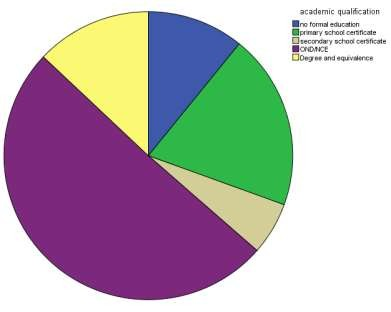 academic qualification
no formal education
primary school certificate
secondary school certificate
OND/NCE
Degree and equivalence